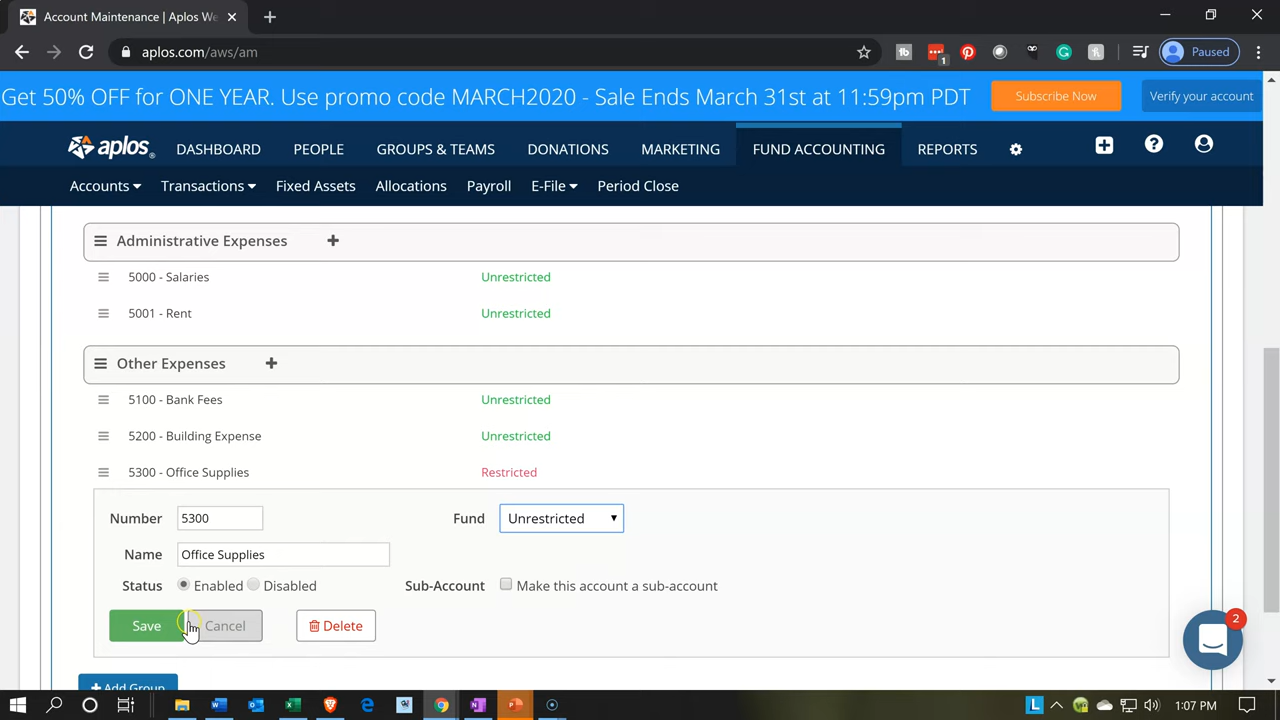 Account Maintenance | Aplos We
aplos.com/aws/am
1
Paused
Get 50% OFF for ONE YEAR. Use promo code MARCH2020 - Sale Ends March 31st at 11:59pm PDT
Subscribe Now
Verify your account
aplos
DASHBOARD PEOPLE GROUPS & TEAMS DONATIONS MARKETING FUND ACCOUNTING REPORTS
Accounts Transactions Fixed Assets Allocations Payroll E-File Period Close
Administrative Expenses
5000 - Salaries Unrestricted
5001 - Rent Unrestricted
Other Expenses
5100 - Bank Fees Unrestricted
5200 - Building Expense Unrestricted
5300 - Office Supplies Restricted
Number 5300 Fund Unrestricted
Name Office Supplies
Status Enabled Disabled Sub-Account Make this account a sub-account
Save Cancel Delete
2
Add Group
1:07 PM